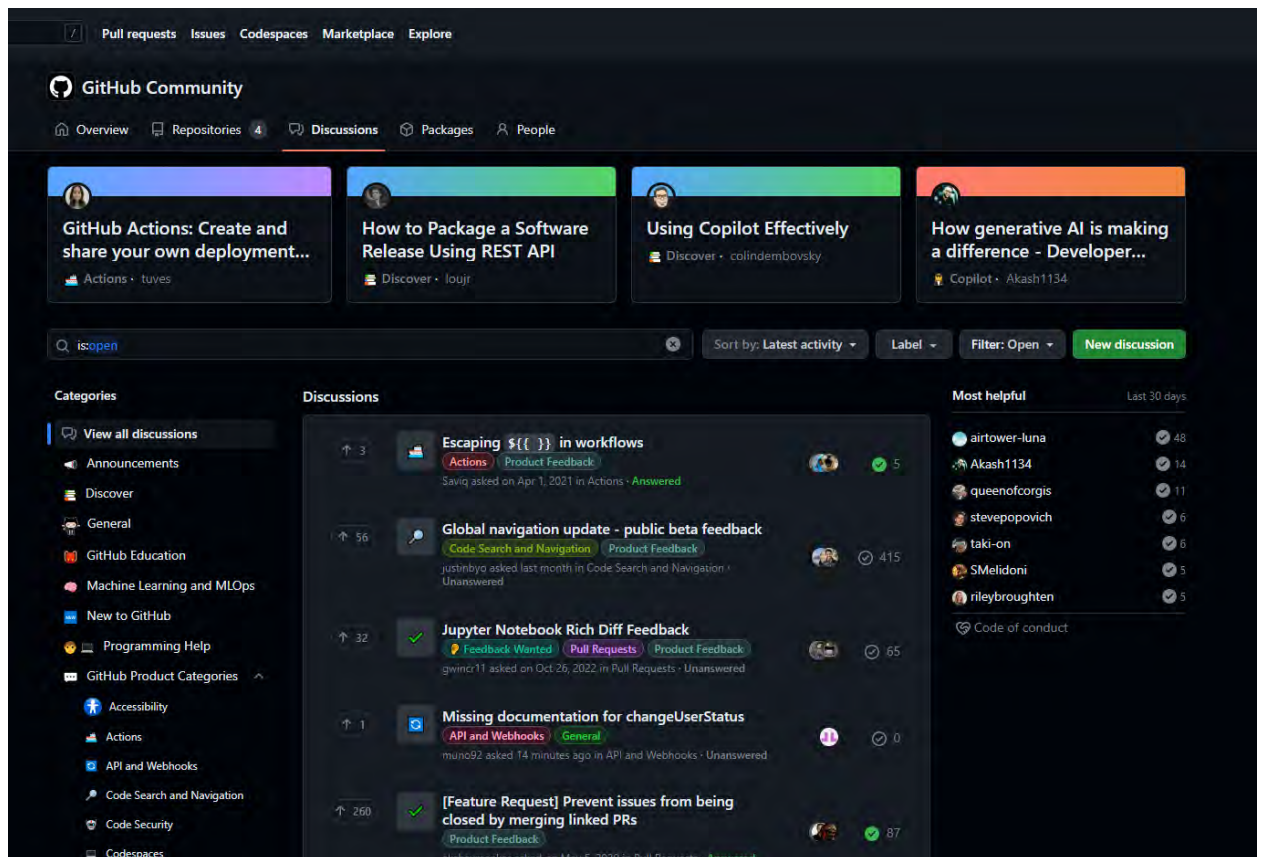 / Pull requests Issues Codespaces Marketplace Explore
GitHub Community
Overview Repositories 4 Discussions Packages People
GitHub Actions: Create and
share your own deployment...
Actions · tuves
How to Package a Software
Release Using REST API
Discover · loujr
Using Copilot Effectively
Discover · colindembovsky
How generative AI is making
a difference - Developer...
Copilot · Akash1134
is:open
Sort by: Latest activity
Label
Filter: Open
New discussion
Categories
View all discussions
Announcements
Discover
General
GitHub Education
Machine Learning and MLOps
New to GitHub
Programming Help
GitHub Product Categories
Accessibility
Actions
API and Webhooks
Code Search and Navigation
Code Security
Codespaces
Discussions
3
Escaping ${{ }} in workflows
Actions Product Feedback
Saviq asked on Apr 1, 2021 in Actions · Answered
5
56
Global navigation update - public beta feedback
Code Search and Navigation Product Feedback
justinbyo asked last month in Code Search and Navigation ·
Unanswered
415
32
Jupyter Notebook Rich Diff Feedback
Feedback Wanted Pull Requests Product Feedback
gwincr11 asked on Oct 26, 2022 in Pull Requests · Unanswered
65
1
Missing documentation for changeUserStatus
API and Webhooks General
muno92 asked 14 minutes ago in API and Webhooks · Unanswered
0
260
[Feature Request] Prevent issues from being
closed by merging linked PRs
Product Feedback
87
Most helpful Last 30 days
airtower-luna 48
Akash1134 14
queenofcorgis 11
stevepopovich 6
taki-on 6
SMelidoni 5
rileybroughten 5
Code of conduct